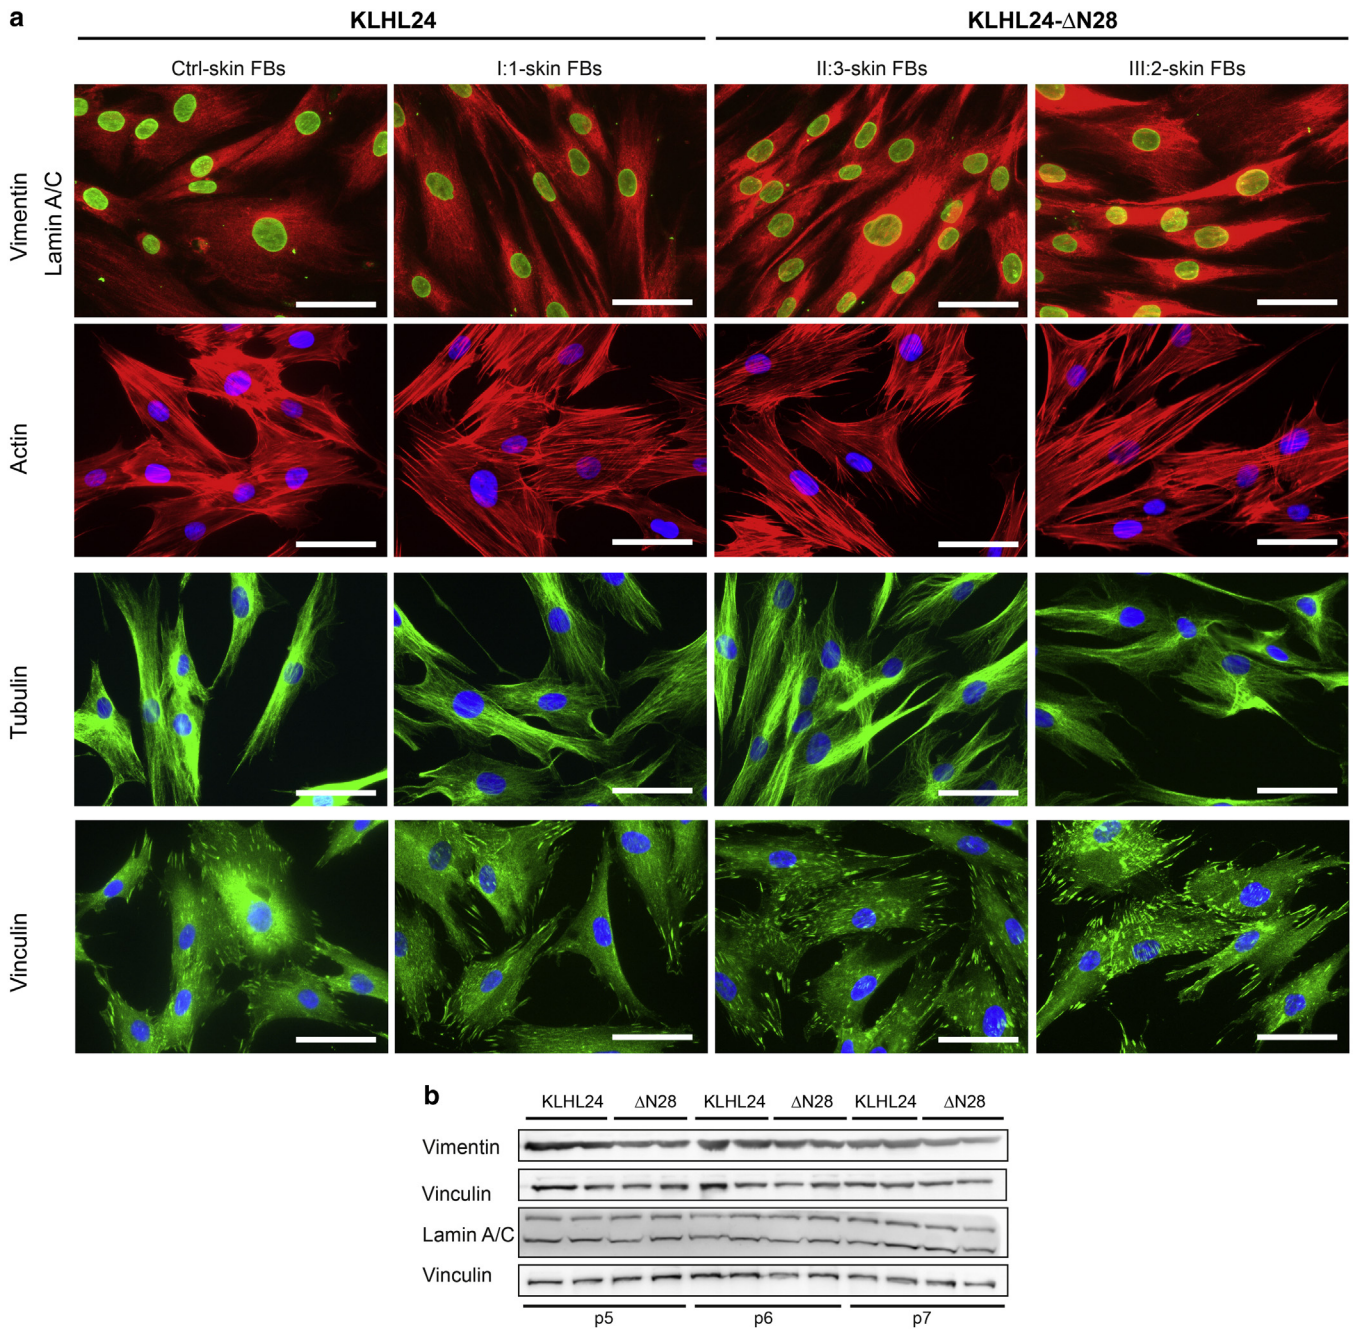 a
KLHL24
KLHL24-ΔN28
Ctrl-skin FBs
I:1-skin FBs
II:3-skin FBs
III:2-skin FBs
Vimentin
Lamin A/C
Actin
Tubulin
Vinculin
b
KLHL24 ΔN28 KLHL24 ΔN28 KLHL24 ΔN28
Vimentin
Vinculin
Lamin A/C
Vinculin
p5 p6 p7